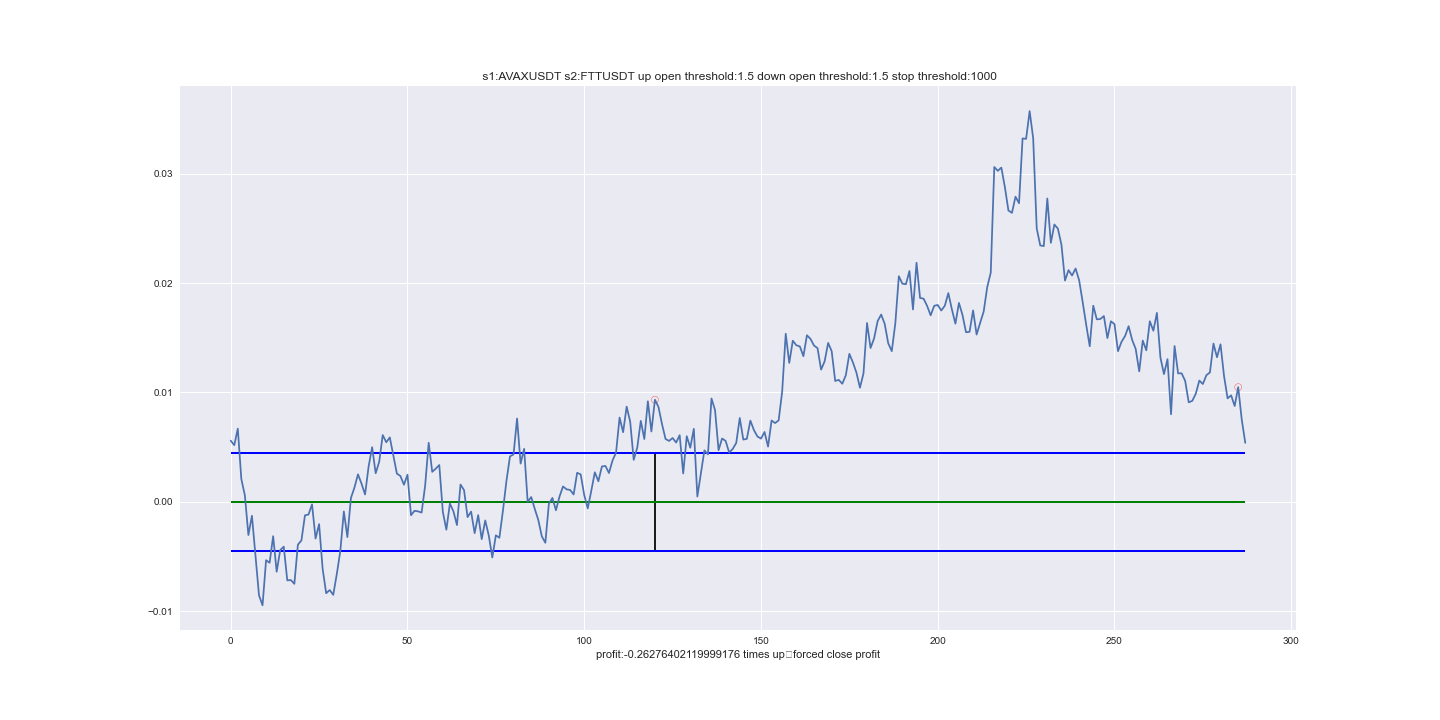 s1:AVAXUSDT s2:FTTUSDT up open threshold:1.5 down open threshold:1.5 stop threshold:1000
0.03
0.02
0.01
0.00
−0.01
0 50 100 150 200 250 300
profit:-0.26276402119999176 times up□forced close profit